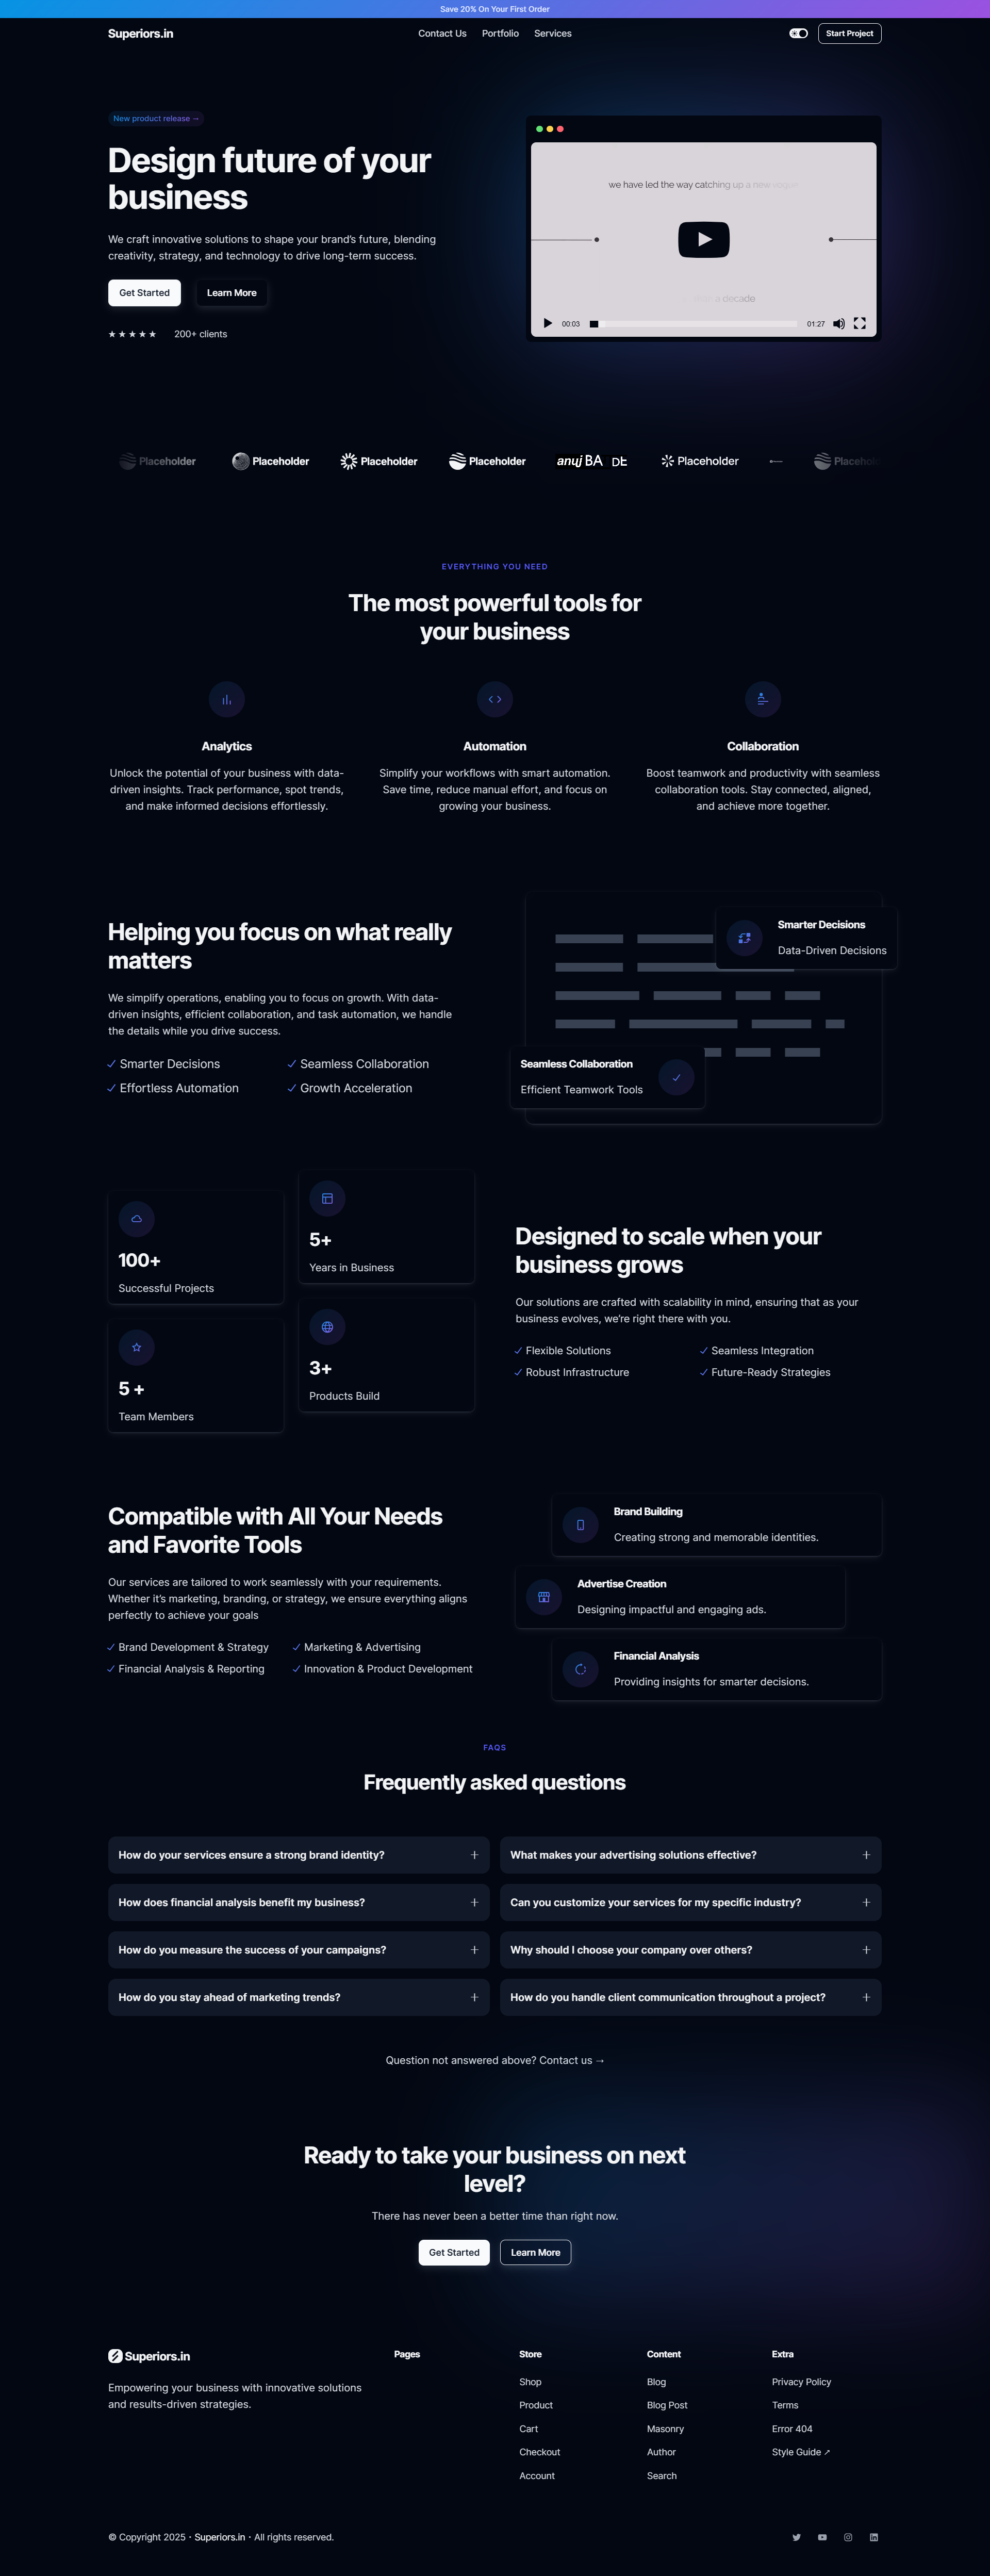 Save 20% On Your First Order
Superiors.in
Contact Us
Portfolio
Services
Start Project
New product release →
Design future of your
business
We craft innovative solutions to shape your brand's future, blending
creativity, strategy, and technology to drive long-term success.
Get Started
Learn More
★★★★★ 200+ clients
we have led the way catching up a new vogue
a decade
00:03
01:27
Placeholder
Placeholder
Placeholder
Placeholder
anuj BA
Placeholder
EVERYTHING YOU NEED
The most powerful tools for
your business
Analytics
Unlock the potential of your business with data-
driven insights. Track performance, spot trends,
and make informed decisions effortlessly.
Automation
Simplify your workflows with smart automation.
Save time, reduce manual effort, and focus on
growing your business.
Collaboration
Boost teamwork and productivity with seamless
collaboration tools. Stay connected, aligned,
and achieve more together.
Helping you focus on what really
matters
We simplify operations, enabling you to focus on growth. With data-
driven insights, efficient collaboration, and task automation, we handle
the details while you drive success.
Smarter Decisions
Seamless Collaboration
Effortless Automation
Growth Acceleration
Smarter Decisions
Data-Driven Decisions
Seamless Collaboration
Efficient Teamwork Tools
100+
Successful Projects
5+
Years in Business
5 +
Team Members
3+
Products Build
Designed to scale when your
business grows
Our solutions are crafted with scalability in mind, ensuring that as your
business evolves, we're right there with you.
Flexible Solutions
Seamless Integration
Robust Infrastructure
Future-Ready Strategies
Compatible with All Your Needs
and Favorite Tools
Our services are tailored to work seamlessly with your requirements.
Whether it's marketing, branding, or strategy, we ensure everything aligns
perfectly to achieve your goals
Brand Development & Strategy
Marketing & Advertising
Financial Analysis & Reporting
Innovation & Product Development
Brand Building
Creating strong and memorable identities.
Advertise Creation
Designing impactful and engaging ads.
Financial Analysis
Providing insights for smarter decisions.
FAQS
Frequently asked questions
How do your services ensure a strong brand identity?
What makes your advertising solutions effective?
How does financial analysis benefit my business?
Can you customize your services for my specific industry?
How do you measure the success of your campaigns?
Why should I choose your company over others?
How do you stay ahead of marketing trends?
How do you handle client communication throughout a project?
Question not answered above? Contact us →
Ready to take your business on next
level?
There has never been a better time than right now.
Get Started
Learn More
Superiors.in
Empowering your business with innovative solutions
and results-driven strategies.
Pages
Store
Shop
Product
Cart
Checkout
Account
Content
Blog
Blog Post
Masonry
Author
Search
Extra
Privacy Policy
Terms
Error 404
Style Guide ↗
© Copyright 2025 · Superiors.in · All rights reserved.